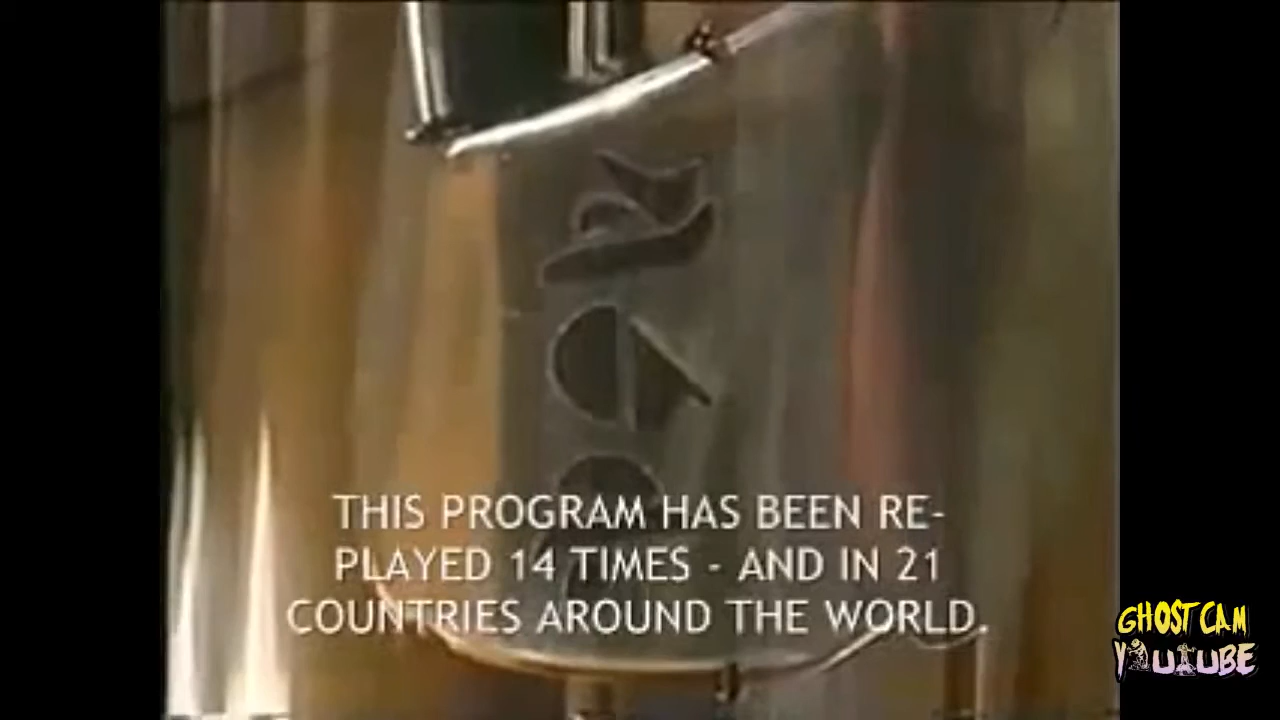 THIS PROGRAM HAS BEEN RE-
PLAYED 14 TIMES - AND IN 21
COUNTRIES AROUND THE WORLD.
GHOST CAM
YOUTUBE